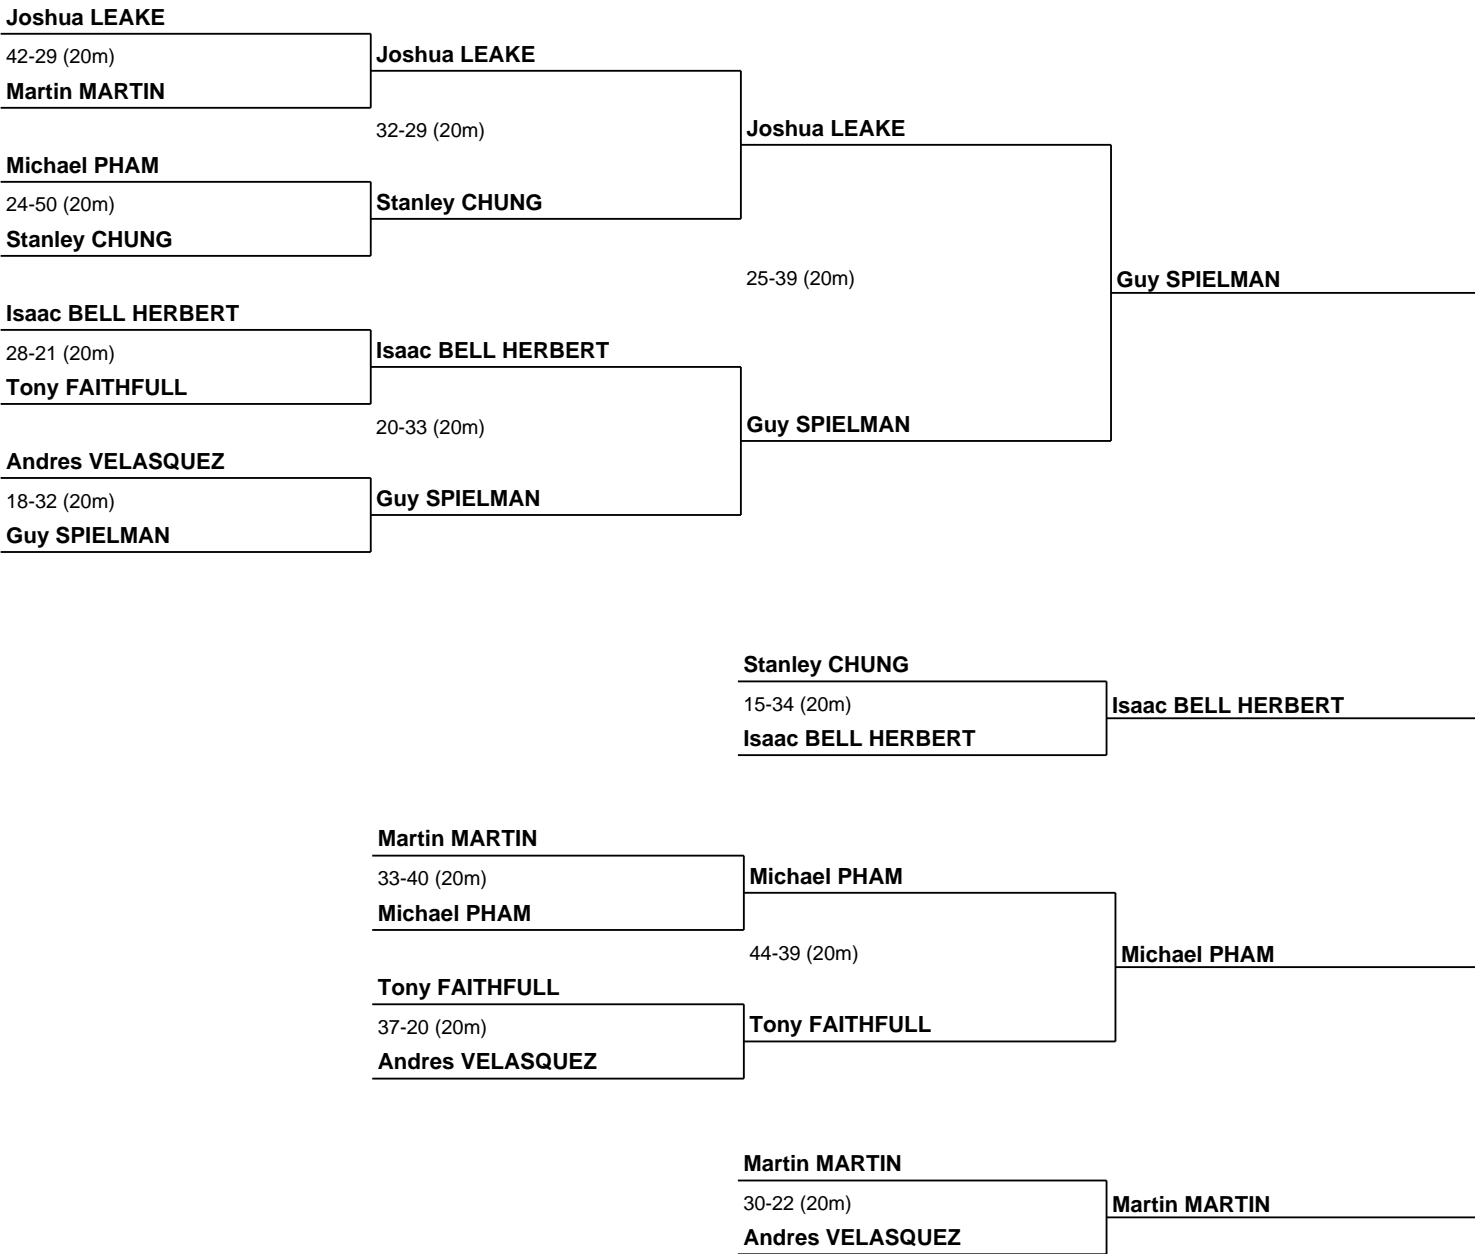 Joshua LEAKE
42-29 (20m)
Joshua LEAKE
Martin MARTIN
32-29 (20m)
Joshua LEAKE
Michael PHAM
24-50 (20m)
Stanley CHUNG
Stanley CHUNG
25-39 (20m)
Guy SPIELMAN
Isaac BELL HERBERT
28-21 (20m)
Isaac BELL HERBERT
Tony FAITHFULL
20-33 (20m)
Guy SPIELMAN
Andres VELASQUEZ
18-32 (20m)
Guy SPIELMAN
Guy SPIELMAN
Stanley CHUNG
15-34 (20m)
Isaac BELL HERBERT
Isaac BELL HERBERT
Martin MARTIN
33-40 (20m)
Michael PHAM
Michael PHAM
44-39 (20m)
Michael PHAM
Tony FAITHFULL
37-20 (20m)
Tony FAITHFULL
Andres VELASQUEZ
Martin MARTIN
30-22 (20m)
Martin MARTIN
Andres VELASQUEZ